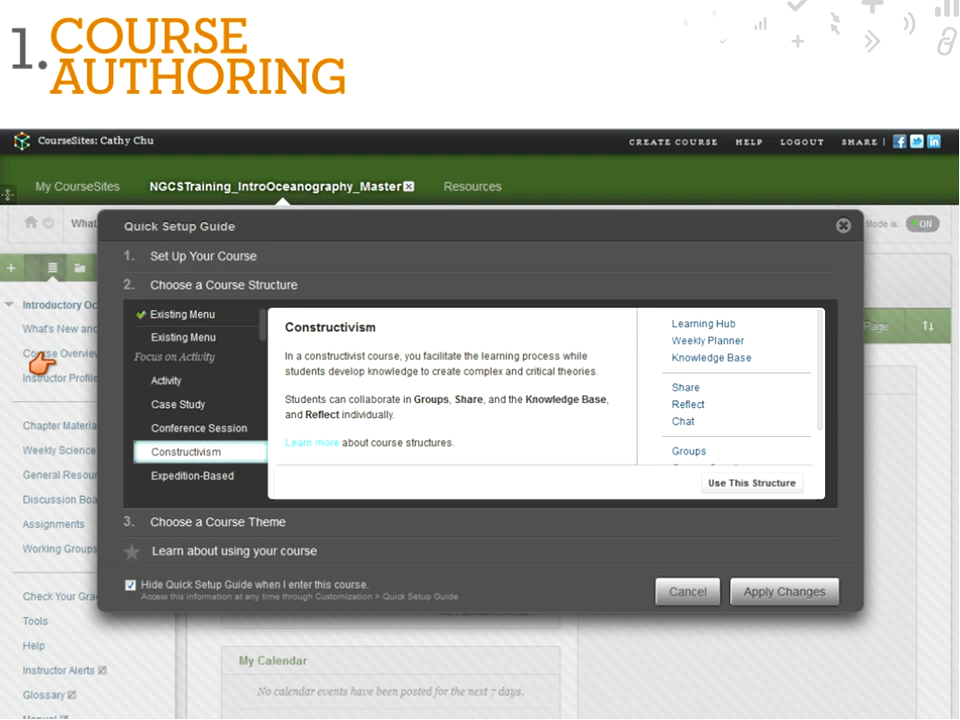 1. COURSE
AUTHORING
CourseSites: Cathy Chu
CREATE COURSE HELP LOGOUT SHARE |
My CourseSites NGCSTraining_IntroOceanography_Master Resources
What
Mode is: ON
Quick Setup Guide
1. Set Up Your Course
2. Choose a Course Structure
Existing Menu
Existing Menu
Focus on Activity
Activity
Case Study
Conference Session
Constructivism
Expedition-Based
Constructivism
In a constructivist course, you facilitate the learning process while
students develop knowledge to create complex and critical theories.
Students can collaborate in Groups, Share, and the Knowledge Base,
and Reflect individually.
Learn more about course structures.
Learning Hub
Weekly Planner
Knowledge Base
Share
Reflect
Chat
Groups
Use This Structure
3. Choose a Course Theme
Learn about using your course
Hide Quick Setup Guide when I enter this course.
Access this information at any time through Customization > Quick Setup Guide
Cancel Apply Changes
Introductory Oc
What's New and
Course Overview
Instructor Profile
Chapter Materia
Weekly Science
General Resour
Discussion Boa
Assignments
Working Groups
Check Your Gra
Tools
Help
Instructor Alerts
Glossary
Manual
Page
My Calendar
No calendar events have been posted for the next 7 days.